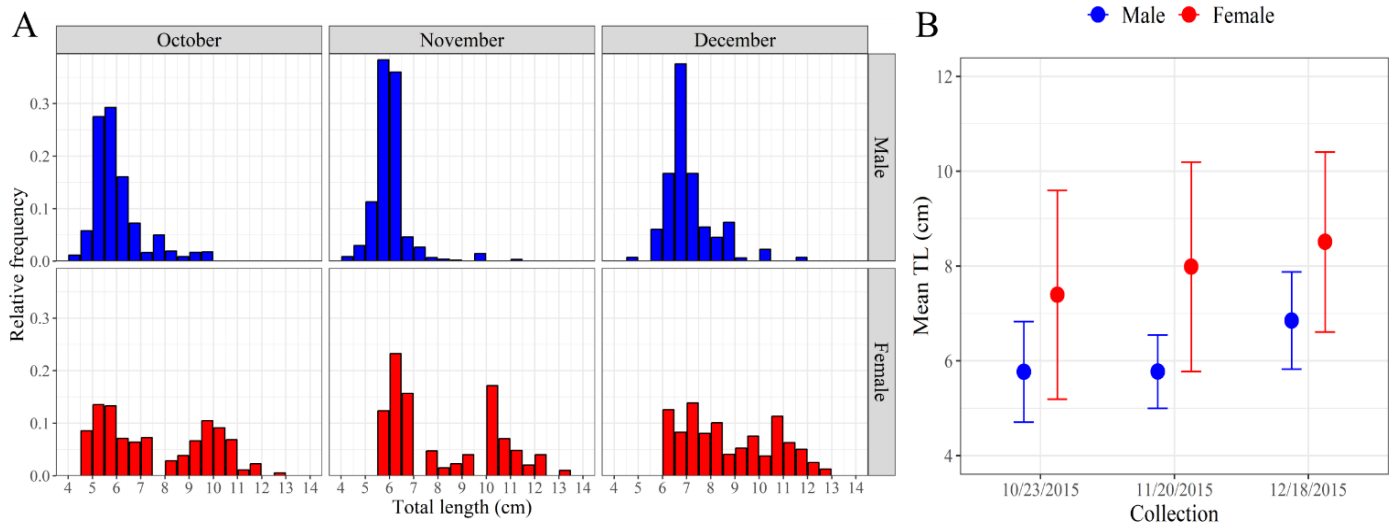 A
October
November
December
Male
Female
Relative frequency
0.3
0.2
0.1
0.0
0.3
0.2
0.1
0.0
4 5 6 7 8 9 10 11 12 13 14
4 5 6 7 8 9 10 11 12 13 14
4 5 6 7 8 9 10 11 12 13 14
Total length (cm)
B
Male
Female
Mean TL (cm)
12
10
8
6
4
10/23/2015
11/20/2015
12/18/2015
Collection